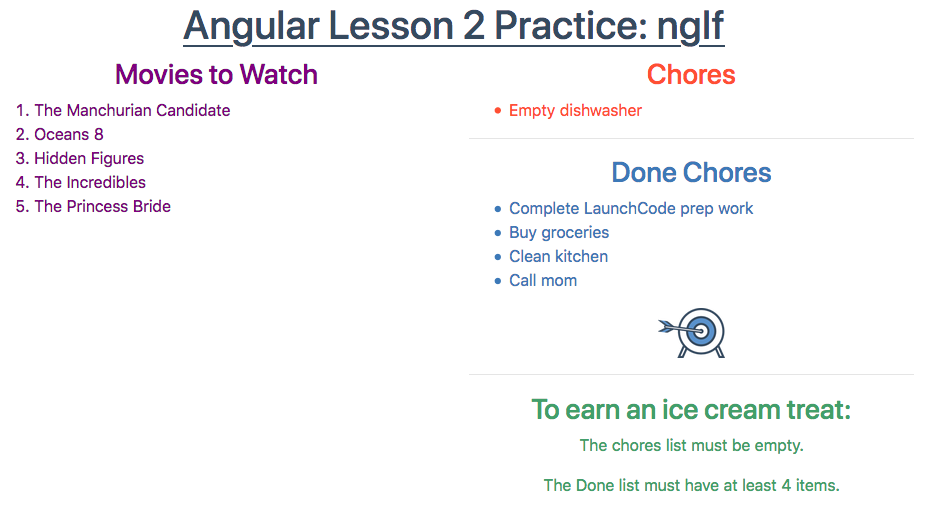 Angular Lesson 2 Practice: ngIf
Movies to Watch
1. The Manchurian Candidate
2. Oceans 8
3. Hidden Figures
4. The Incredibles
5. The Princess Bride
Chores
• Empty dishwasher
Done Chores
• Complete LaunchCode prep work
• Buy groceries
• Clean kitchen
• Call mom
To earn an ice cream treat:
The chores list must be empty.
The Done list must have at least 4 items.